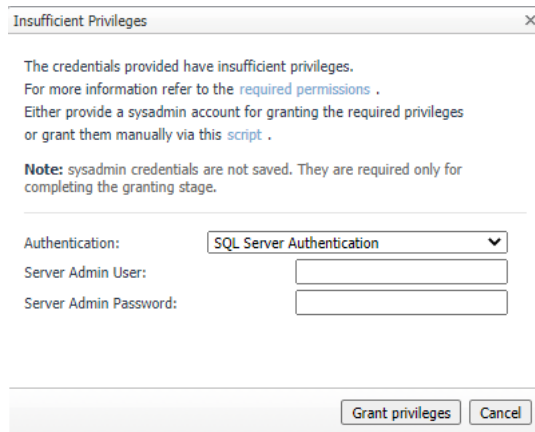 Insufficient Privileges
The credentials provided have insufficient privileges.
For more information refer to the required permissions .
Either provide a sysadmin account for granting the required privileges
or grant them manually via this script .
Note: sysadmin credentials are not saved. They are required only for
completing the granting stage.
Authentication: SQL Server Authentication
Server Admin User:
Server Admin Password:
Grant privileges Cancel